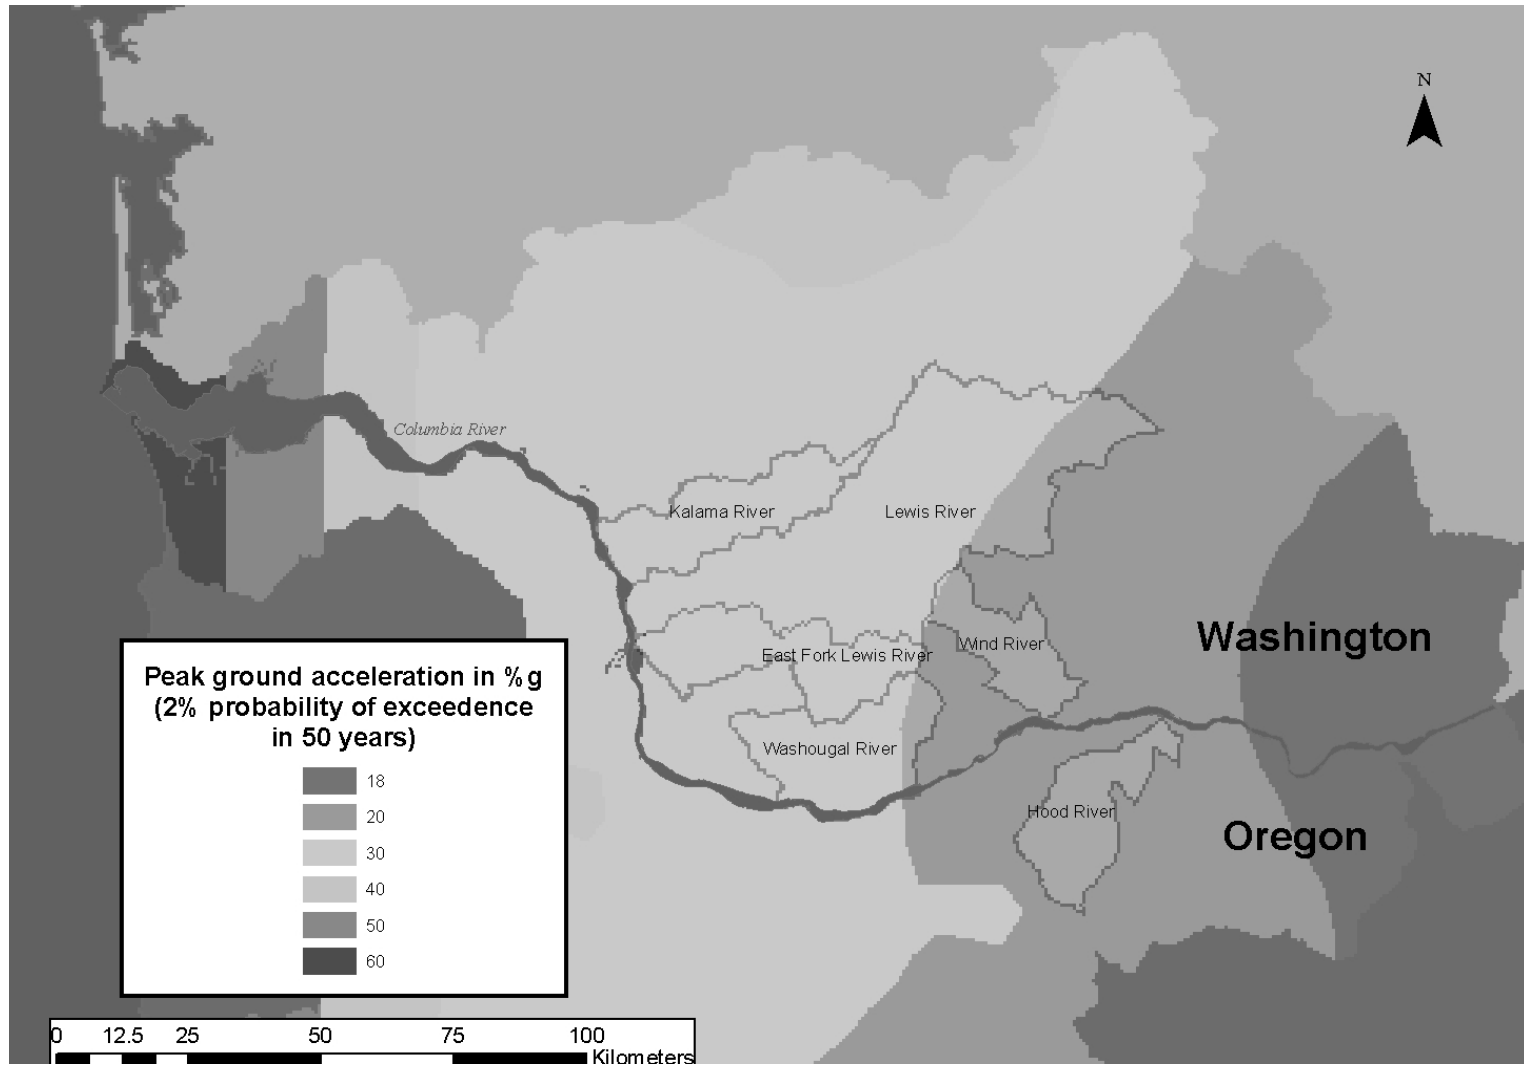 N
Columbia River
Kalama River
Lewis River
Washington
East Fork Lewis River
Wind River
Washougal River
Hood River
Oregon
Peak ground acceleration in %g
(2% probability of exceedence
in 50 years)
18
20
30
40
50
60
0 12.5 25 50 75 100
Kilometers